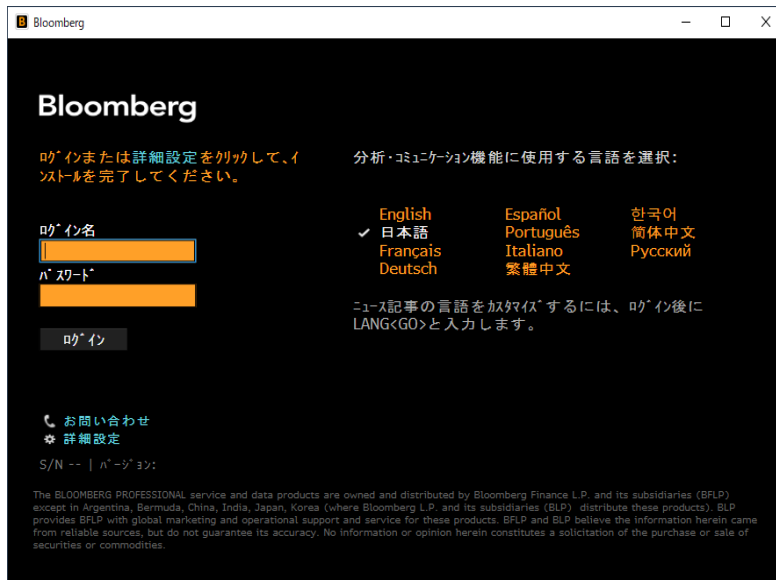 Bloomberg
Bloomberg
ﾛｸﾞｲﾝまたは詳細設定をｸﾘｯｸして､ｲ
ﾝｽﾄｰﾙを完了してください。
ﾛｸﾞｲﾝ名
ﾊﾟｽﾜｰﾄﾞ
ﾛｸﾞｲﾝ
お問い合わせ
詳細設定
S/N -- | ﾊﾞｰｼﾞｮﾝ:
分析･ｺﾐｭﾆｹｰｼｮﾝ機能に使用する言語を選択:
English Español 한국어
日本語 Português 简体中文
Français Italiano Русский
Deutsch 繁體中文
ﾆｭｰｽ記事の言語をｶｽﾀﾏｲｽﾞするには、ﾛｸﾞｲﾝ後に
LANG<GO>と入力します。
The BLOOMBERG PROFESSIONAL service and data products are owned and distributed by Bloomberg Finance L.P. and its subsidiaries (BFLP)
except in Argentina, Bermuda, China, India, Japan, Korea (where Bloomberg L.P. and its subsidiaries (BLP) distribute these products). BLP
provides BFLP with global marketing and operational support and service for these products. BFLP and BLP believe the information herein came
from reliable sources, but do not guarantee its accuracy. No information or opinion herein constitutes a solicitation of the purchase or sale of
securities or commodities.